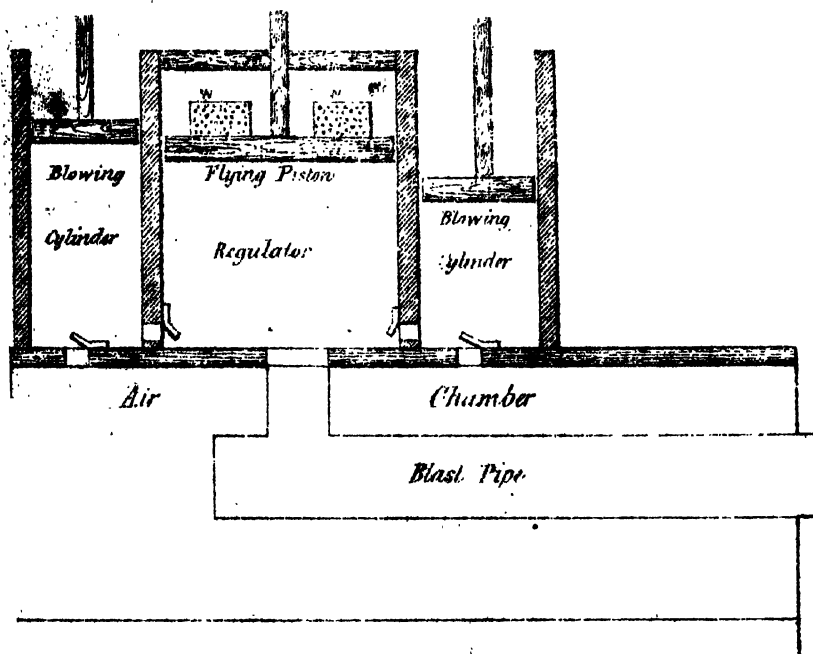 W
Blowing
Cylinder
Flying Piston
Regulator
Blowing
Cylinder
Air Chamber
Blast Pipe